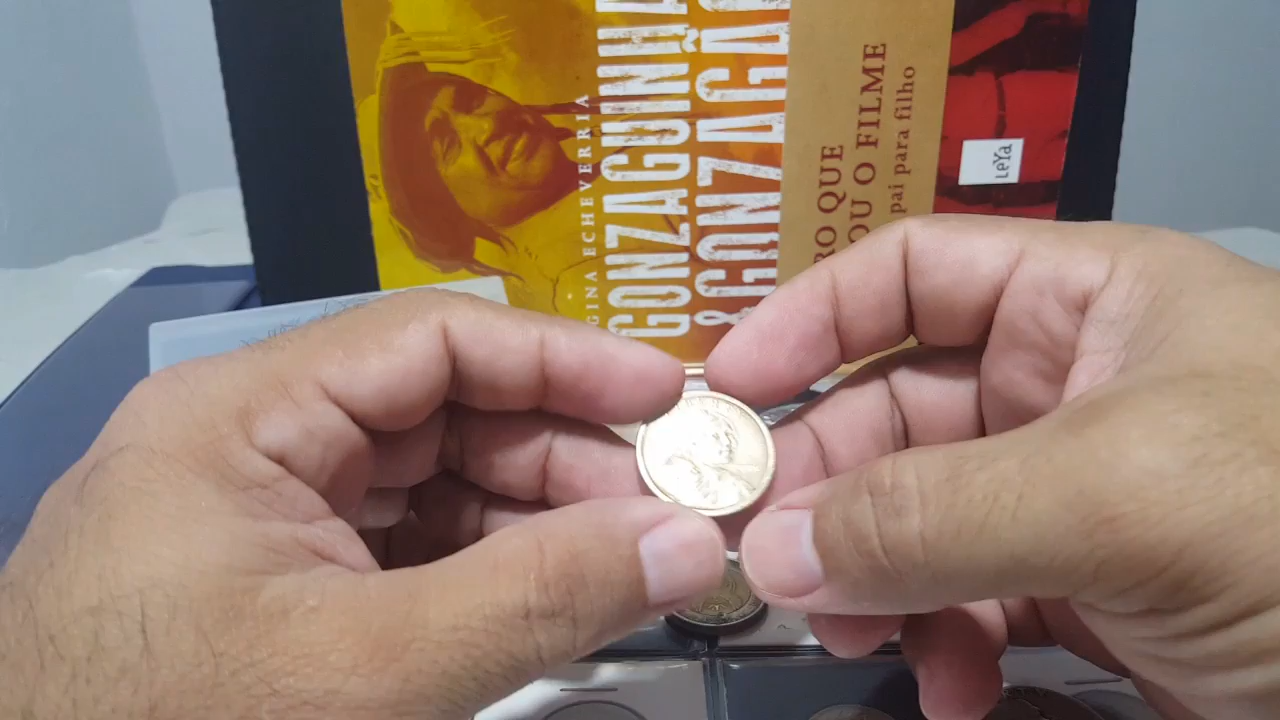 GINA ECHEVERRIA
GONZAGUINHA
& GONZAGÃO
RO QUE
OU O FILME
pai para filho
LeYa